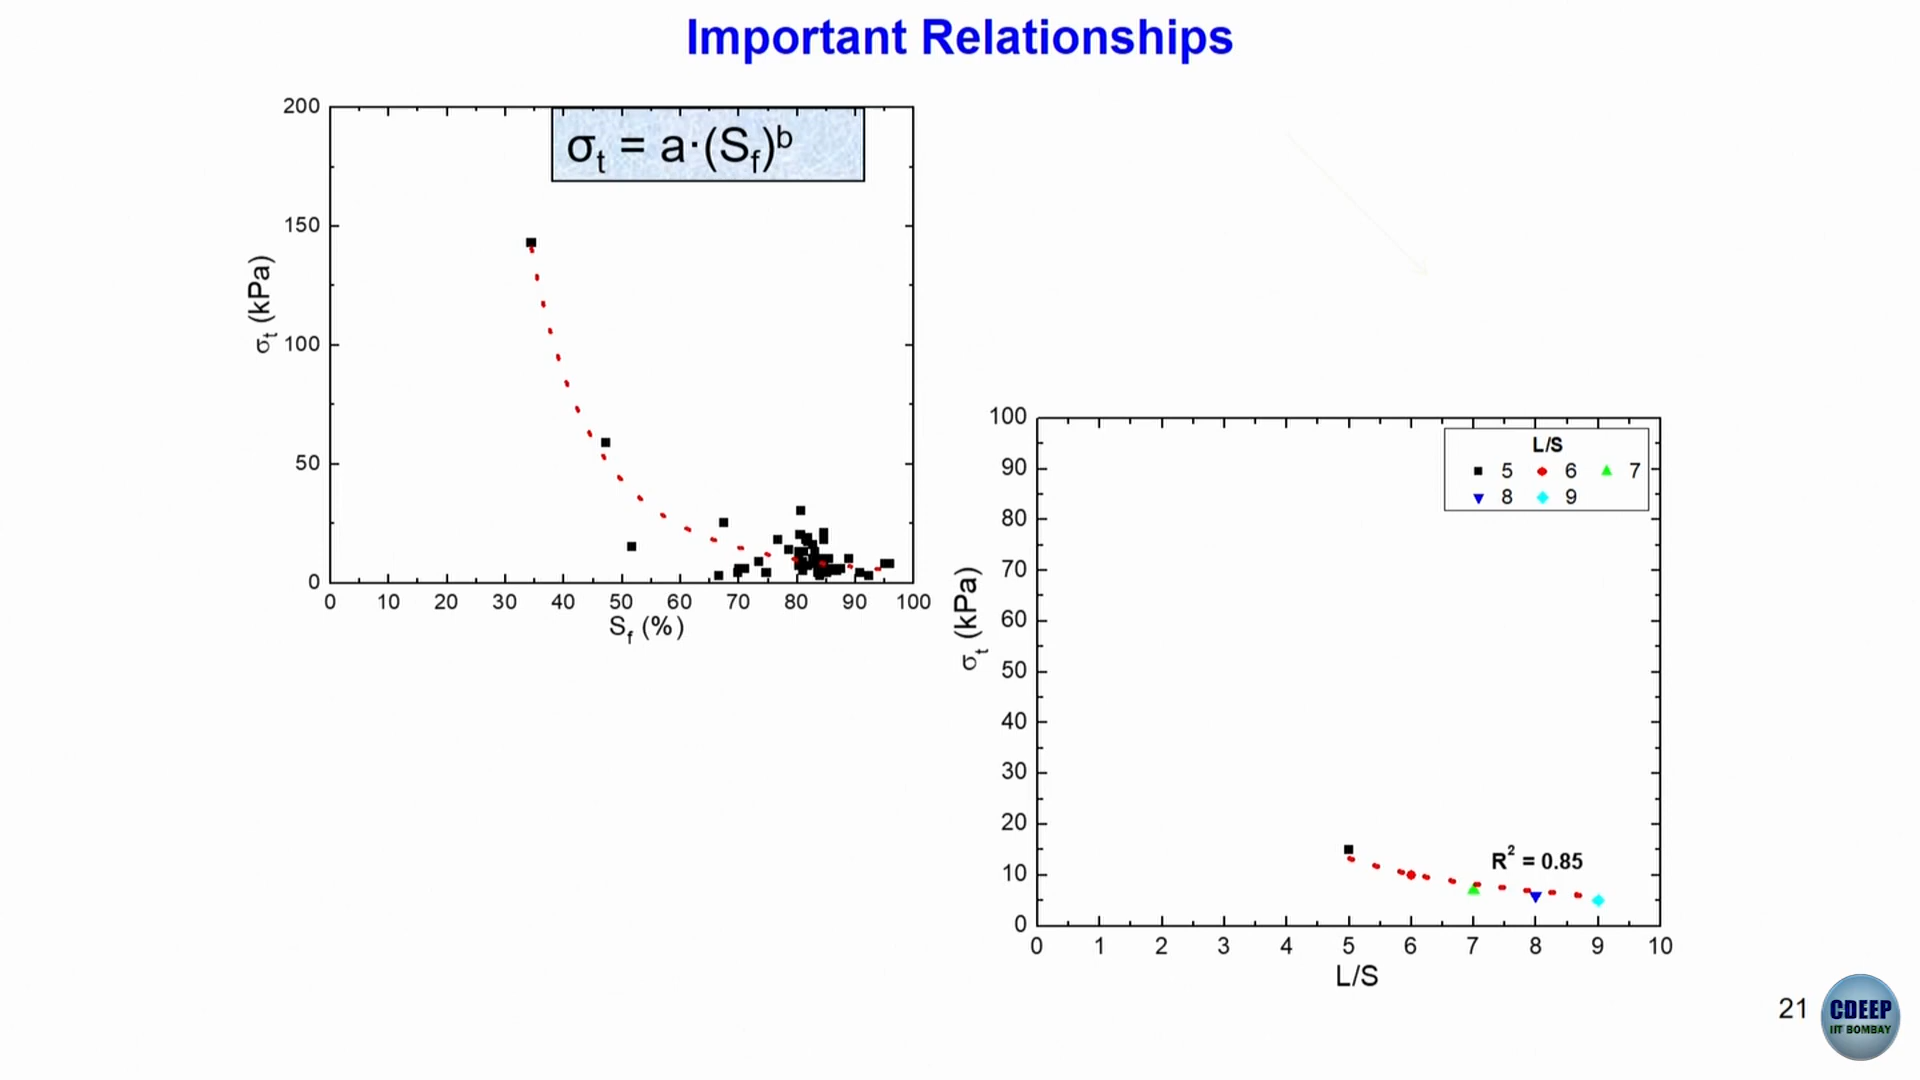 Important Relationships
σt = a·(Sf)b
200
150
100
50
0
σt (kPa)
0 10 20 30 40 50 60 70 80 90 100
Sf (%)
100
90
80
70
60
50
40
30
20
10
0
σt (kPa)
L/S
5 6 7
8 9
R2 = 0.85
0 1 2 3 4 5 6 7 8 9 10
L/S
21
CDEEP
IIT BOMBAY